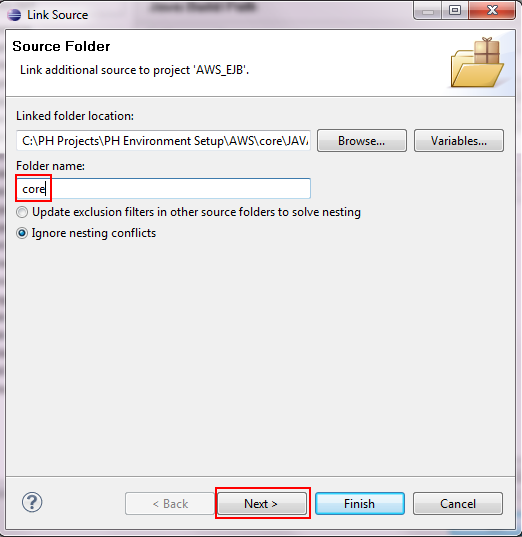 Link Source
Source Folder
Link additional source to project 'AWS_EJB'.
Linked folder location:
C:\PH Projects\PH Environment Setup\AWS\core\JAVA Browse... Variables...
Folder name:
core
Update exclusion filters in other source folders to solve nesting
Ignore nesting conflicts
< Back Next > Finish Cancel